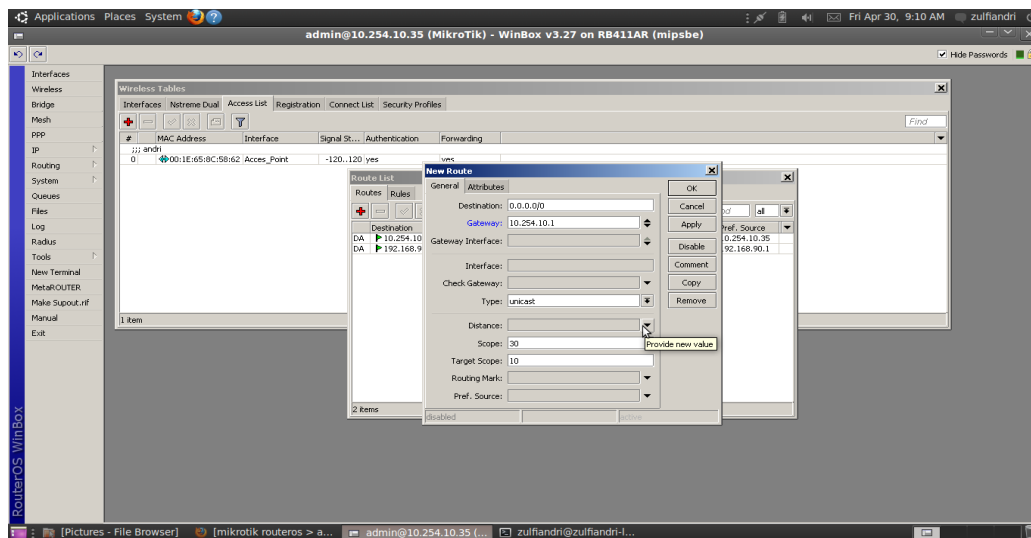 Applications Places System
Fri Apr 30, 9:10 AM zulfiandri
admin@10.254.10.35 (MikroTik) - WinBox v3.27 on RB411AR (mipsbe)
Hide Passwords
Interfaces
Wireless
Bridge
Mesh
PPP
IP
Routing
System
Queues
Files
Log
Radius
Tools
New Terminal
MetaROUTER
Make Supout.rif
Manual
Exit
RouterOS WinBox
Wireless Tables
Interfaces Nstreme Dual Access List Registration Connect List Security Profiles
Find
# MAC Address Interface Signal St... Authentication Forwarding
;;; andri
0 00:1E:65:8C:58:62 Acces_Point -120..120 yes yes
1 item
Route List
Routes Rules
all
Destination Pref. Source
DA 10.254.10 10.254.10.35
DA 192.168.9 192.168.90.1
2 items
New Route
General Attributes
Destination: 0.0.0.0/0
Gateway: 10.254.10.1
Gateway Interface:
Interface:
Check Gateway:
Type: unicast
Distance:
Scope: 30
Target Scope: 10
Routing Mark:
Pref. Source:
disabled active
OK
Cancel
Apply
Disable
Comment
Copy
Remove
Provide new value
[Pictures - File Browser] [mikrotik routeros > a... admin@10.254.10.35 (... zulfiandri@zulfiandri-l...